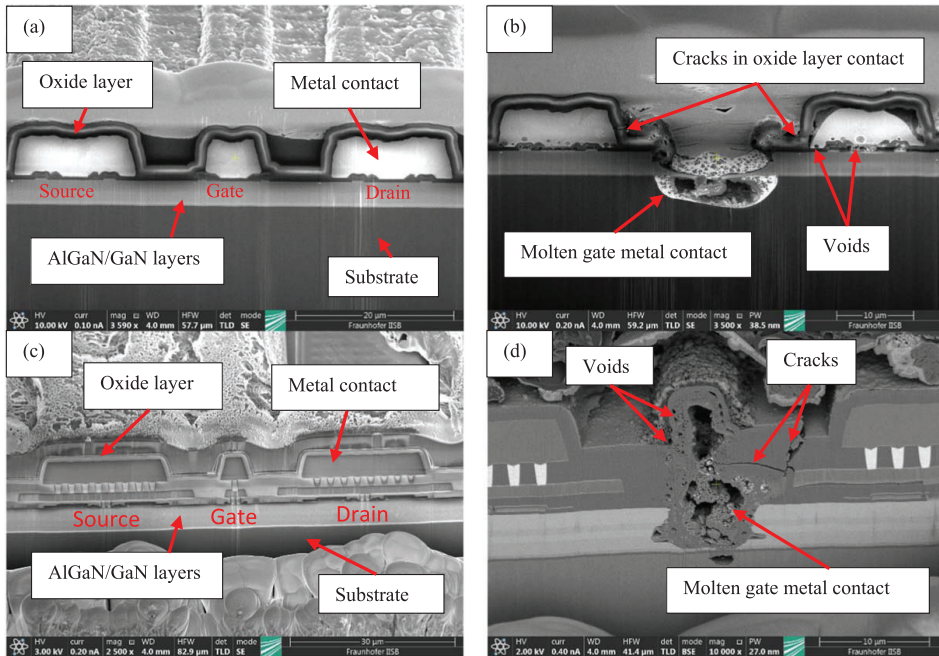 (a)
Oxide layer
Metal contact
Source
Gate
Drain
AlGaN/GaN layers
Substrate
HV curr mag □ WD HFW det mode
10.00 kV 0.10 nA 3 590 x 4.0 mm 57.7 µm TLD SE
20 µm
Fraunhofer IISB
(b)
Cracks in oxide layer contact
Molten gate metal contact
Voids
HV curr WD HFW det mode mag □ PW
10.00 kV 0.20 nA 4.0 mm 59.2 µm TLD SE 3 500 x 38.5 nm
10 µm
Fraunhofer IISB
(c)
Oxide layer
Metal contact
Source
Gate
Drain
AlGaN/GaN layers
Substrate
HV curr mag □ WD HFW det mode
3.00 kV 0.20 nA 2 500 x 4.0 mm 82.9 µm TLD SE
30 µm
Fraunhofer IISB
(d)
Voids
Cracks
Molten gate metal contact
HV curr WD HFW det mode mag □ PW
2.00 kV 0.40 nA 4.0 mm 41.4 µm TLD BSE 10 000 x 27.0 nm
10 µm
Fraunhofer IISB